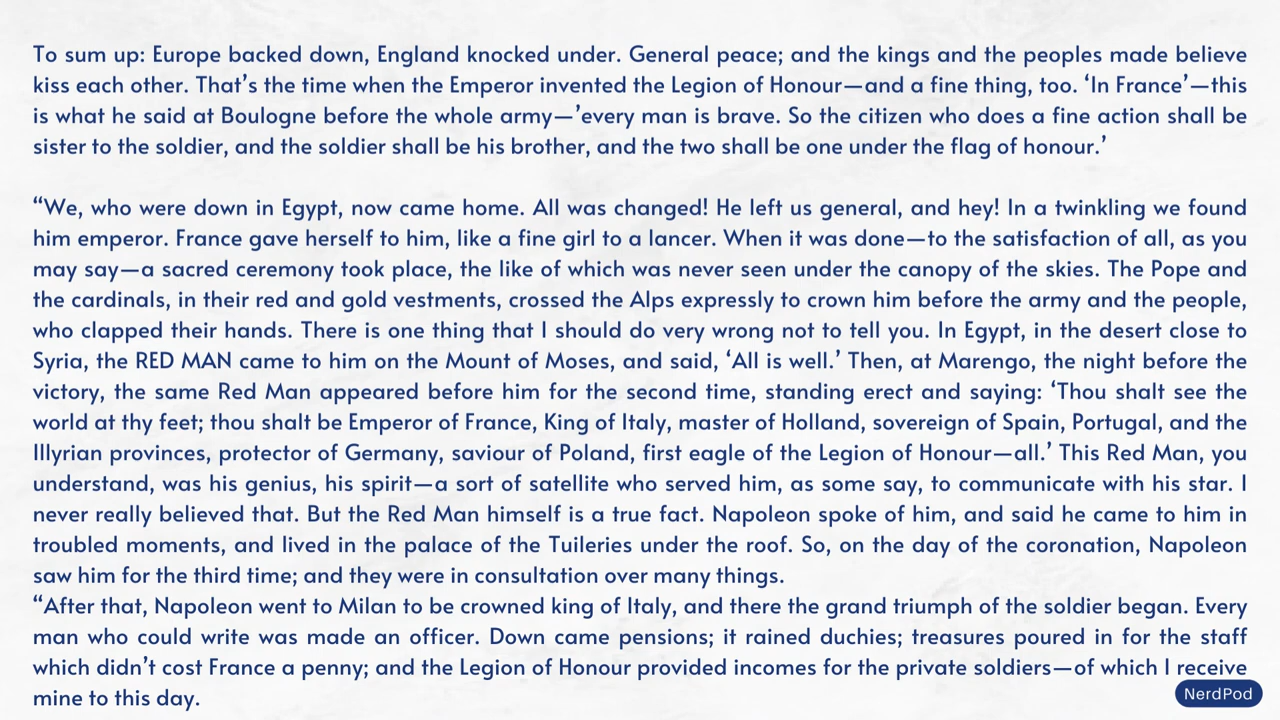 To sum up: Europe backed down, England knocked under. General peace; and the kings and the peoples made believe
kiss each other. That’s the time when the Emperor invented the Legion of Honour—and a fine thing, too. ‘In France’—this
is what he said at Boulogne before the whole army—’every man is brave. So the citizen who does a fine action shall be
sister to the soldier, and the soldier shall be his brother, and the two shall be one under the flag of honour.’
“We, who were down in Egypt, now came home. All was changed! He left us general, and hey! In a twinkling we found
him emperor. France gave herself to him, like a fine girl to a lancer. When it was done—to the satisfaction of all, as you
may say—a sacred ceremony took place, the like of which was never seen under the canopy of the skies. The Pope and
the cardinals, in their red and gold vestments, crossed the Alps expressly to crown him before the army and the people,
who clapped their hands. There is one thing that I should do very wrong not to tell you. In Egypt, in the desert close to
Syria, the RED MAN came to him on the Mount of Moses, and said, ‘All is well.’ Then, at Marengo, the night before the
victory, the same Red Man appeared before him for the second time, standing erect and saying: ‘Thou shalt see the
world at thy feet; thou shalt be Emperor of France, King of Italy, master of Holland, sovereign of Spain, Portugal, and the
Illyrian provinces, protector of Germany, saviour of Poland, first eagle of the Legion of Honour—all.’ This Red Man, you
understand, was his genius, his spirit—a sort of satellite who served him, as some say, to communicate with his star. I
never really believed that. But the Red Man himself is a true fact. Napoleon spoke of him, and said he came to him in
troubled moments, and lived in the palace of the Tuileries under the roof. So, on the day of the coronation, Napoleon
saw him for the third time; and they were in consultation over many things.
“After that, Napoleon went to Milan to be crowned king of Italy, and there the grand triumph of the soldier began. Every
man who could write was made an officer. Down came pensions; it rained duchies; treasures poured in for the staff
which didn’t cost France a penny; and the Legion of Honour provided incomes for the private soldiers—of which I receive
mine to this day.
NerdPod